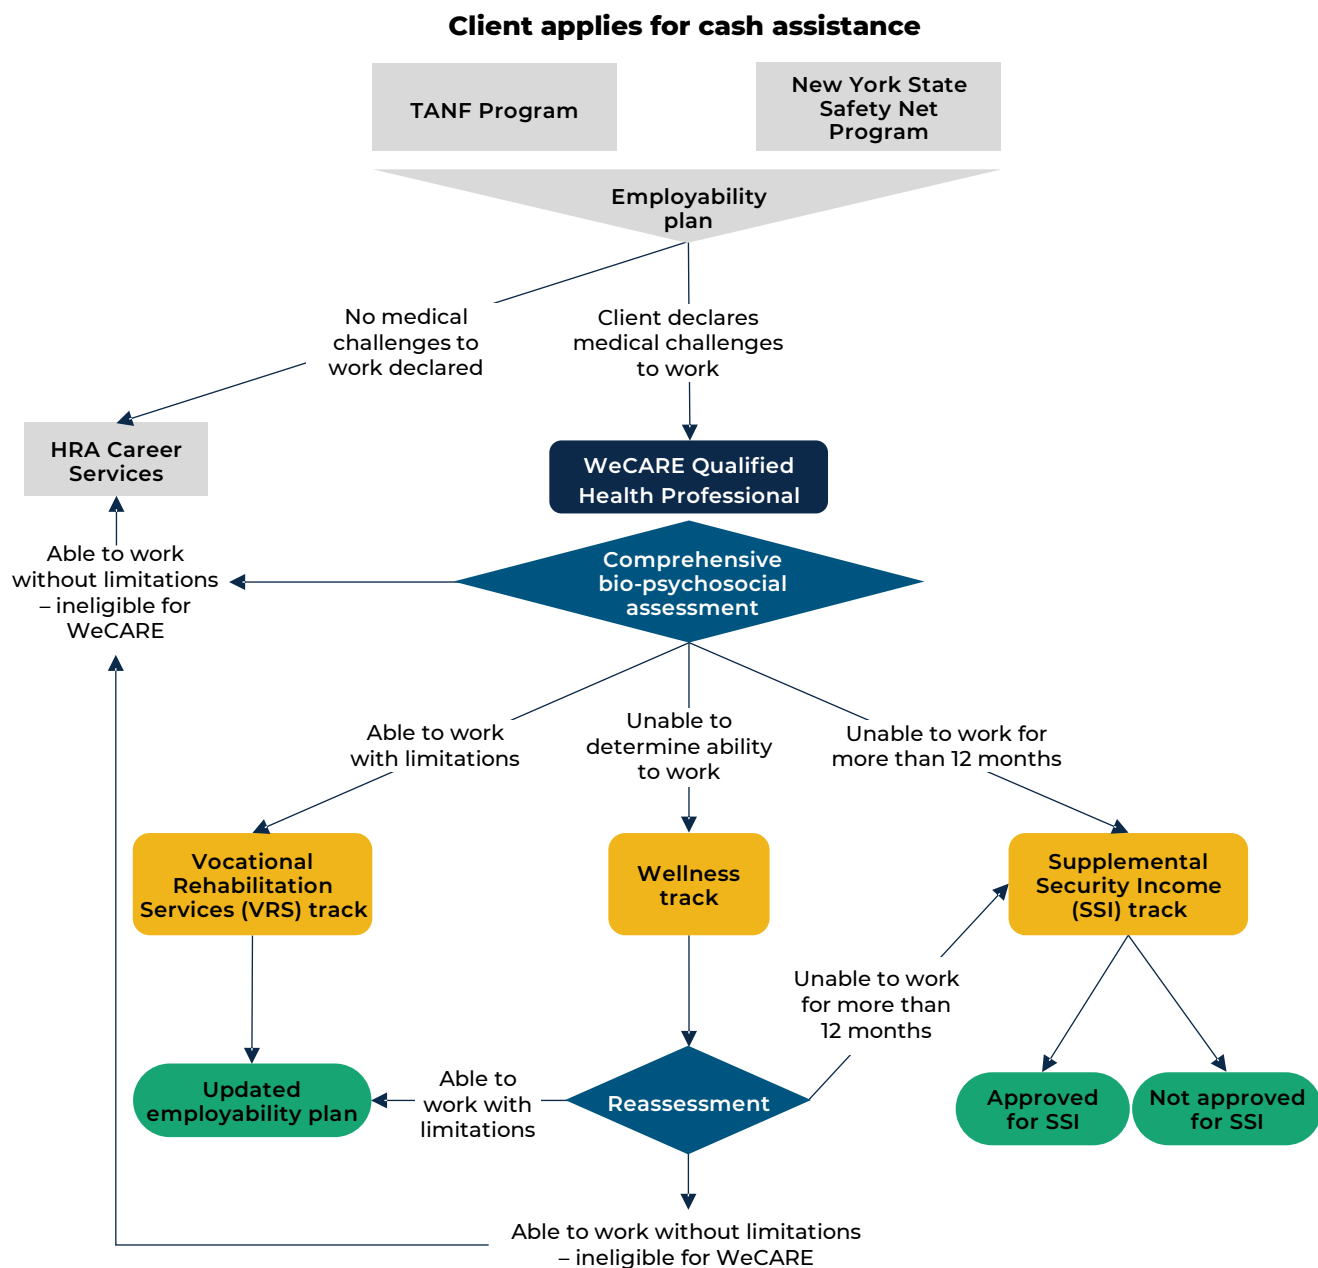 Client applies for cash assistance
TANF Program
New York State
Safety Net
Program
Employability
plan
No medical
challenges to
work declared
Client declares
medical challenges
to work
HRA Career
Services
WeCARE Qualified
Health Professional
Able to work
without limitations
– ineligible for
WeCARE
Comprehensive
bio-psychosocial
assessment
Able to work
with limitations
Unable to
determine ability
to work
Unable to work for
more than 12 months
Vocational
Rehabilitation
Services (VRS) track
Wellness
track
Supplemental
Security Income
(SSI) track
Unable to work
for more than
12 months
Updated
employability plan
Able to
work with
limitations
Reassessment
Approved
for SSI
Not approved
for SSI
Able to work without limitations
– ineligible for WeCARE